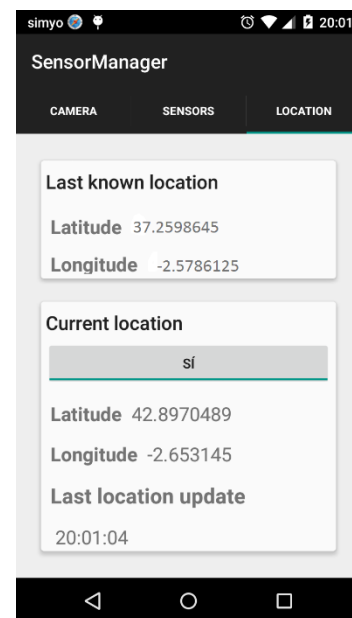 simyo 20:01
SensorManager
CAMERA SENSORS LOCATION
Last known location
Latitude 37.2598645
Longitude -2.5786125
Current location
SÍ
Latitude 42.8970489
Longitude -2.653145
Last location update
20:01:04